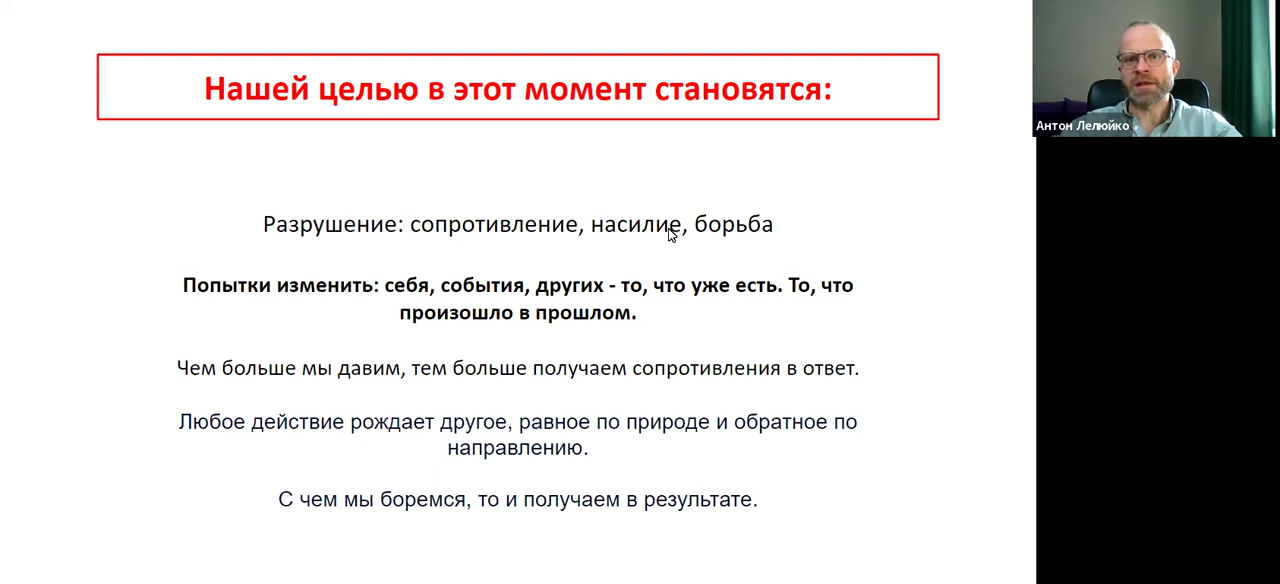 Нашей целью в этот момент становятся:
Антон Лелюйко
Разрушение: сопротивление, насилие, борьба
Попытки изменить: себя, события, других - то, что уже есть. То, что
произошло в прошлом.
Чем больше мы давим, тем больше получаем сопротивления в ответ.
Любое действие рождает другое, равное по природе и обратное по
направлению.
С чем мы боремся, то и получаем в результате.